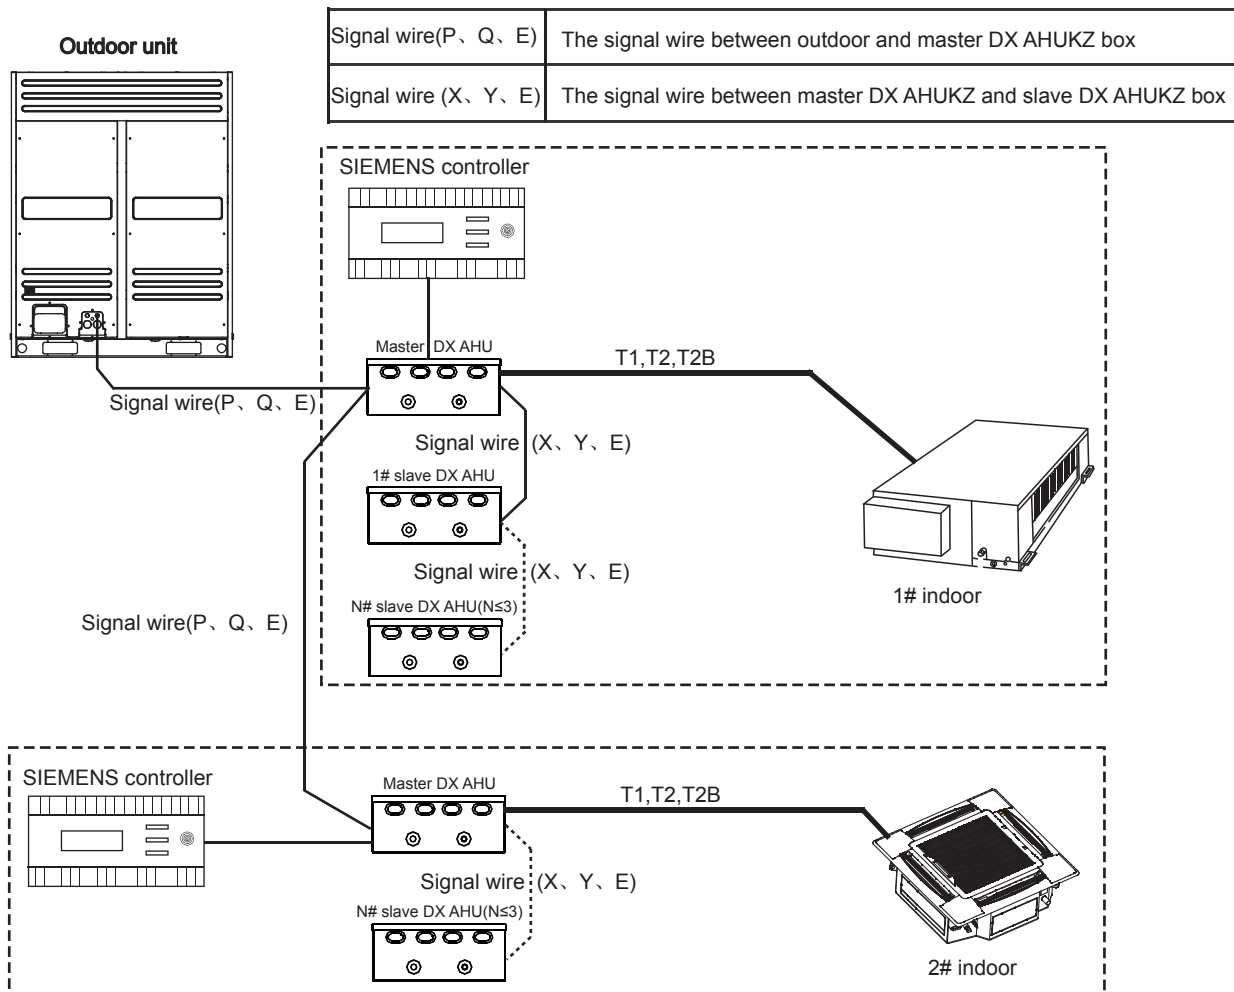 Outdoor unit
Signal wire(P、Q、E) The signal wire between outdoor and master DX AHUKZ box
Signal wire (X、Y、E) The signal wire between master DX AHUKZ and slave DX AHUKZ box
SIEMENS controller
Master DX AHU
T1,T2,T2B
Signal wire(P、Q、E)
Signal wire (X、Y、E)
1# slave DX AHU
Signal wire (X、Y、E)
1# indoor
N# slave DX AHU(N≤3)
Signal wire(P、Q、E)
SIEMENS controller
Master DX AHU
T1,T2,T2B
Signal wire (X、Y、E)
N# slave DX AHU(N≤3)
2# indoor